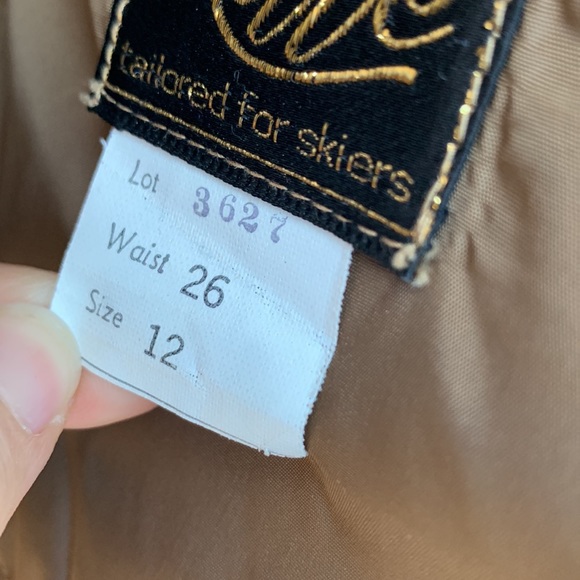 tailored for skiers
Lot 3627
Waist 26
Size 12